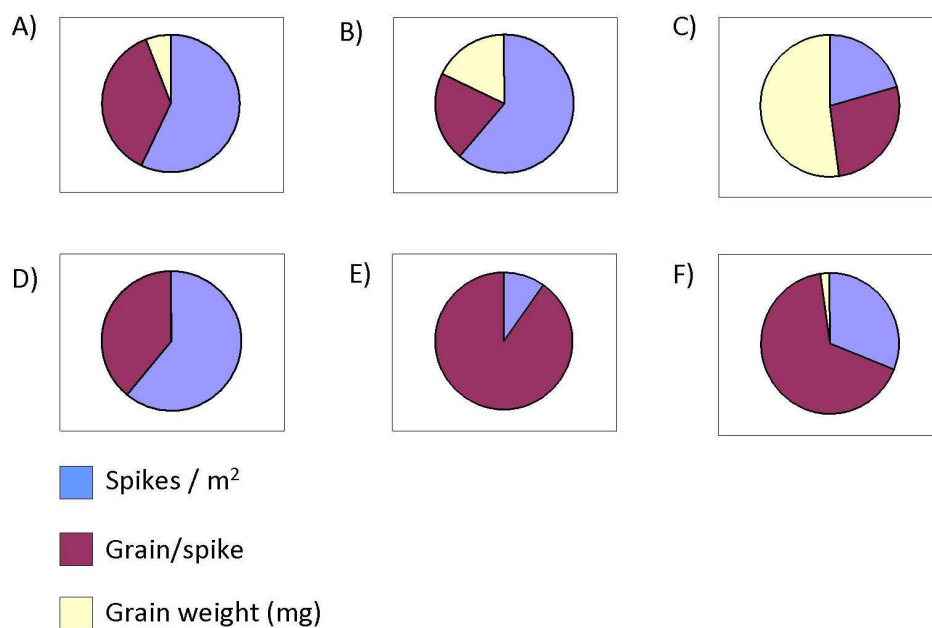 A)
B)
C)
D)
E)
F)
Spikes / m²
Grain/spike
Grain weight (mg)